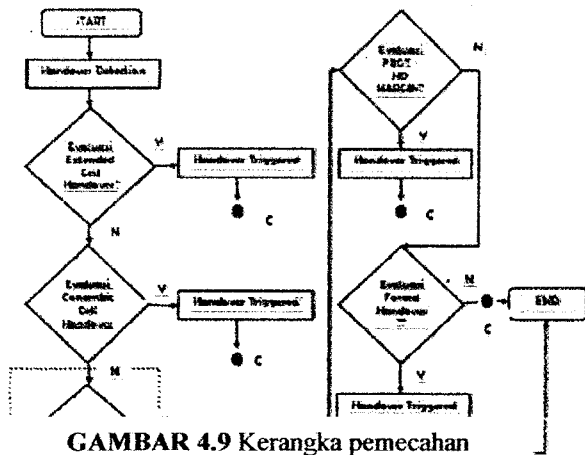 START
Handover Detection
Evaluasi
Extended
Cell
Handover?
Y
Handover Triggered
C
N
Evaluasi
Concentric
Cell
Handover
Y
Handover Triggered
C
N
Evaluasi
PBGT
HO
MARGIN?
N
Y
Handover Triggered
C
Evaluasi
Forced
Handover
N
C
END
Y
Handover Triggered
GAMBAR 4.9 Kerangka pemecahan